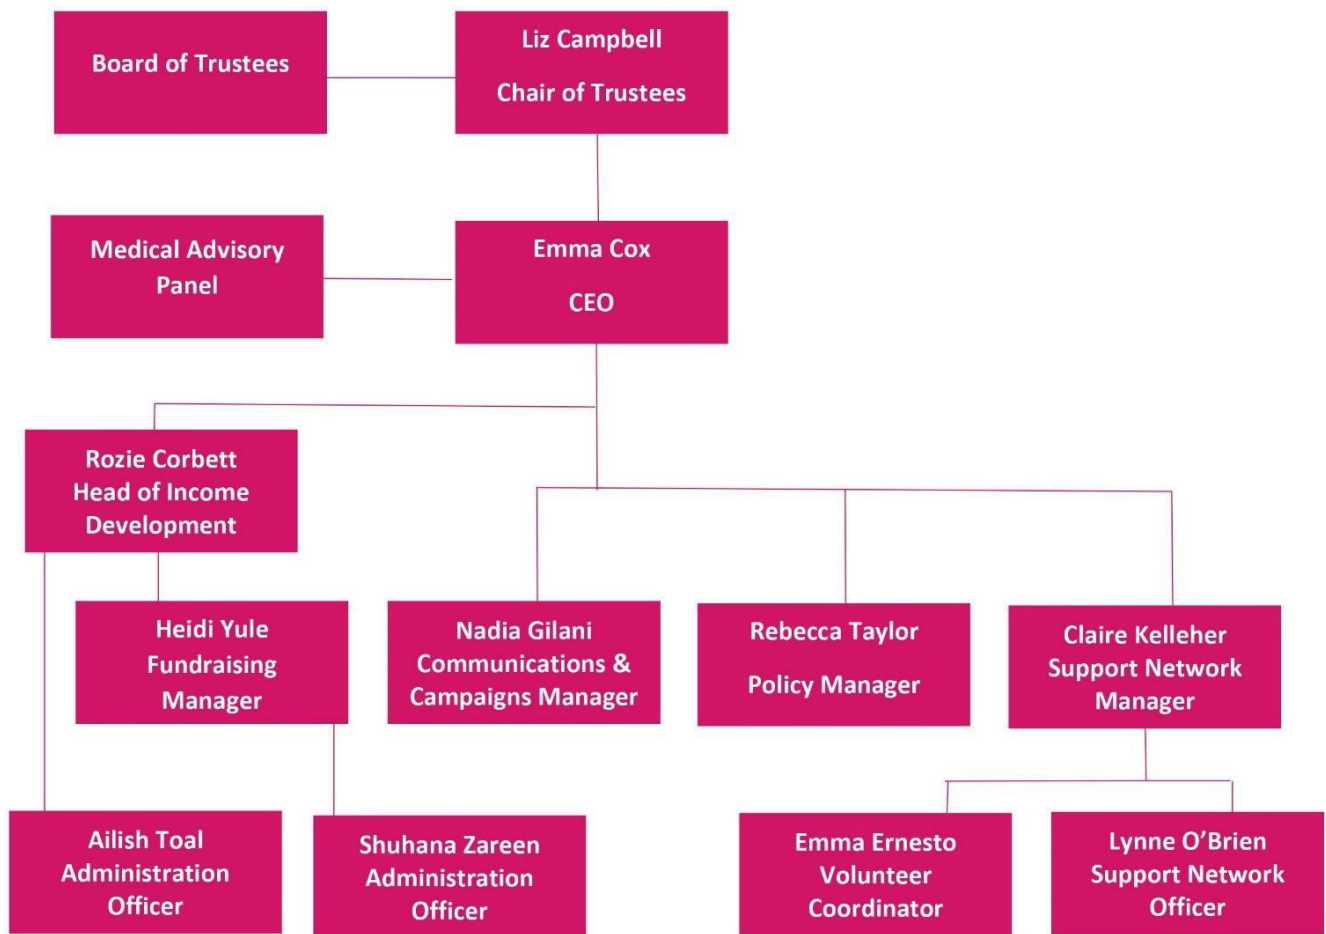 Board of Trustees
Liz Campbell
Chair of Trustees
Medical Advisory
Panel
Emma Cox
CEO
Rozie Corbett
Head of Income
Development
Heidi Yule
Fundraising
Manager
Nadia Gilani
Communications &
Campaigns Manager
Rebecca Taylor
Policy Manager
Claire Kelleher
Support Network
Manager
Ailish Toal
Administration
Officer
Shuhana Zareen
Administration
Officer
Emma Ernesto
Volunteer
Coordinator
Lynne O’Brien
Support Network
Officer